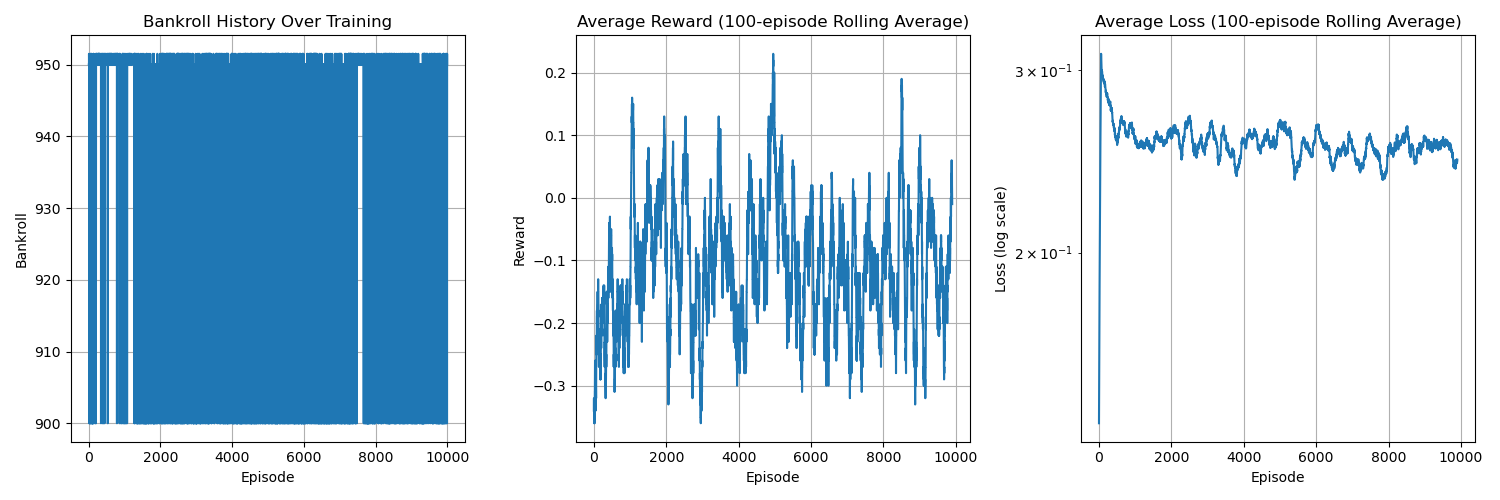 Bankroll History Over Training
Bankroll
950
940
930
920
910
900
0 2000 4000 6000 8000 10000
Episode
Average Reward (100-episode Rolling Average)
Reward
0.2
0.1
0.0
−0.1
−0.2
−0.3
0 2000 4000 6000 8000 10000
Episode
Average Loss (100-episode Rolling Average)
Loss (log scale)
3 × 10⁻¹
2 × 10⁻¹
0 2000 4000 6000 8000 10000
Episode